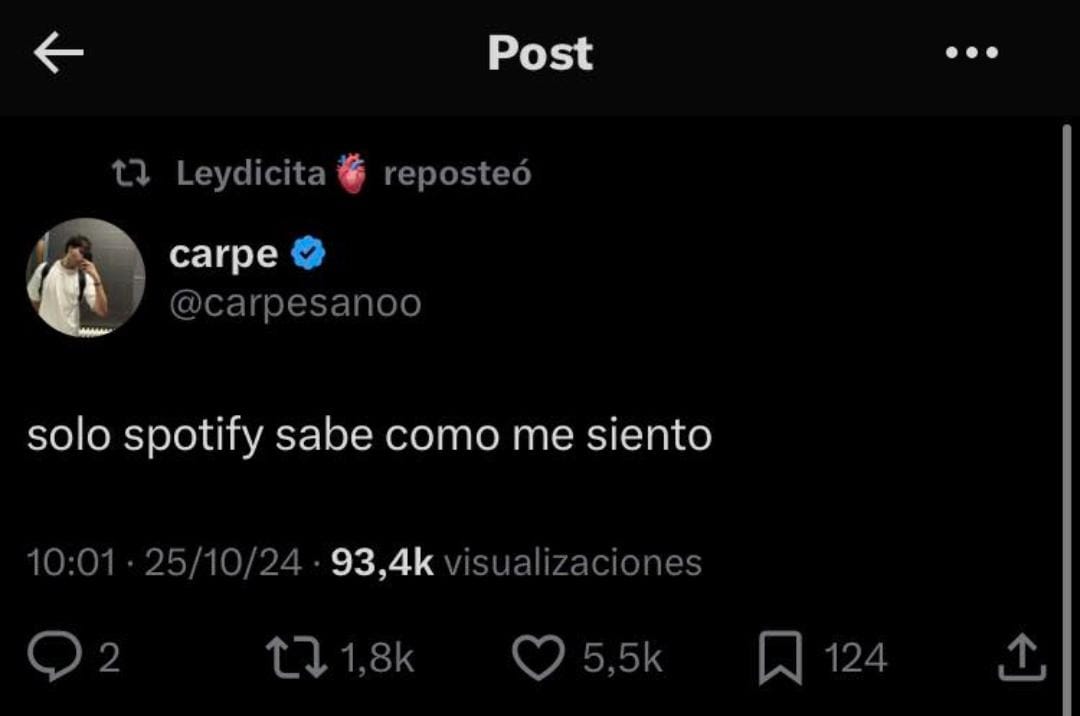 Post
Leydicita🫀 reposteó
carpe
@carpesanoo
solo spotify sabe como me siento
10:01 · 25/10/24 · 93,4k visualizaciones
2 1,8k 5,5k 124